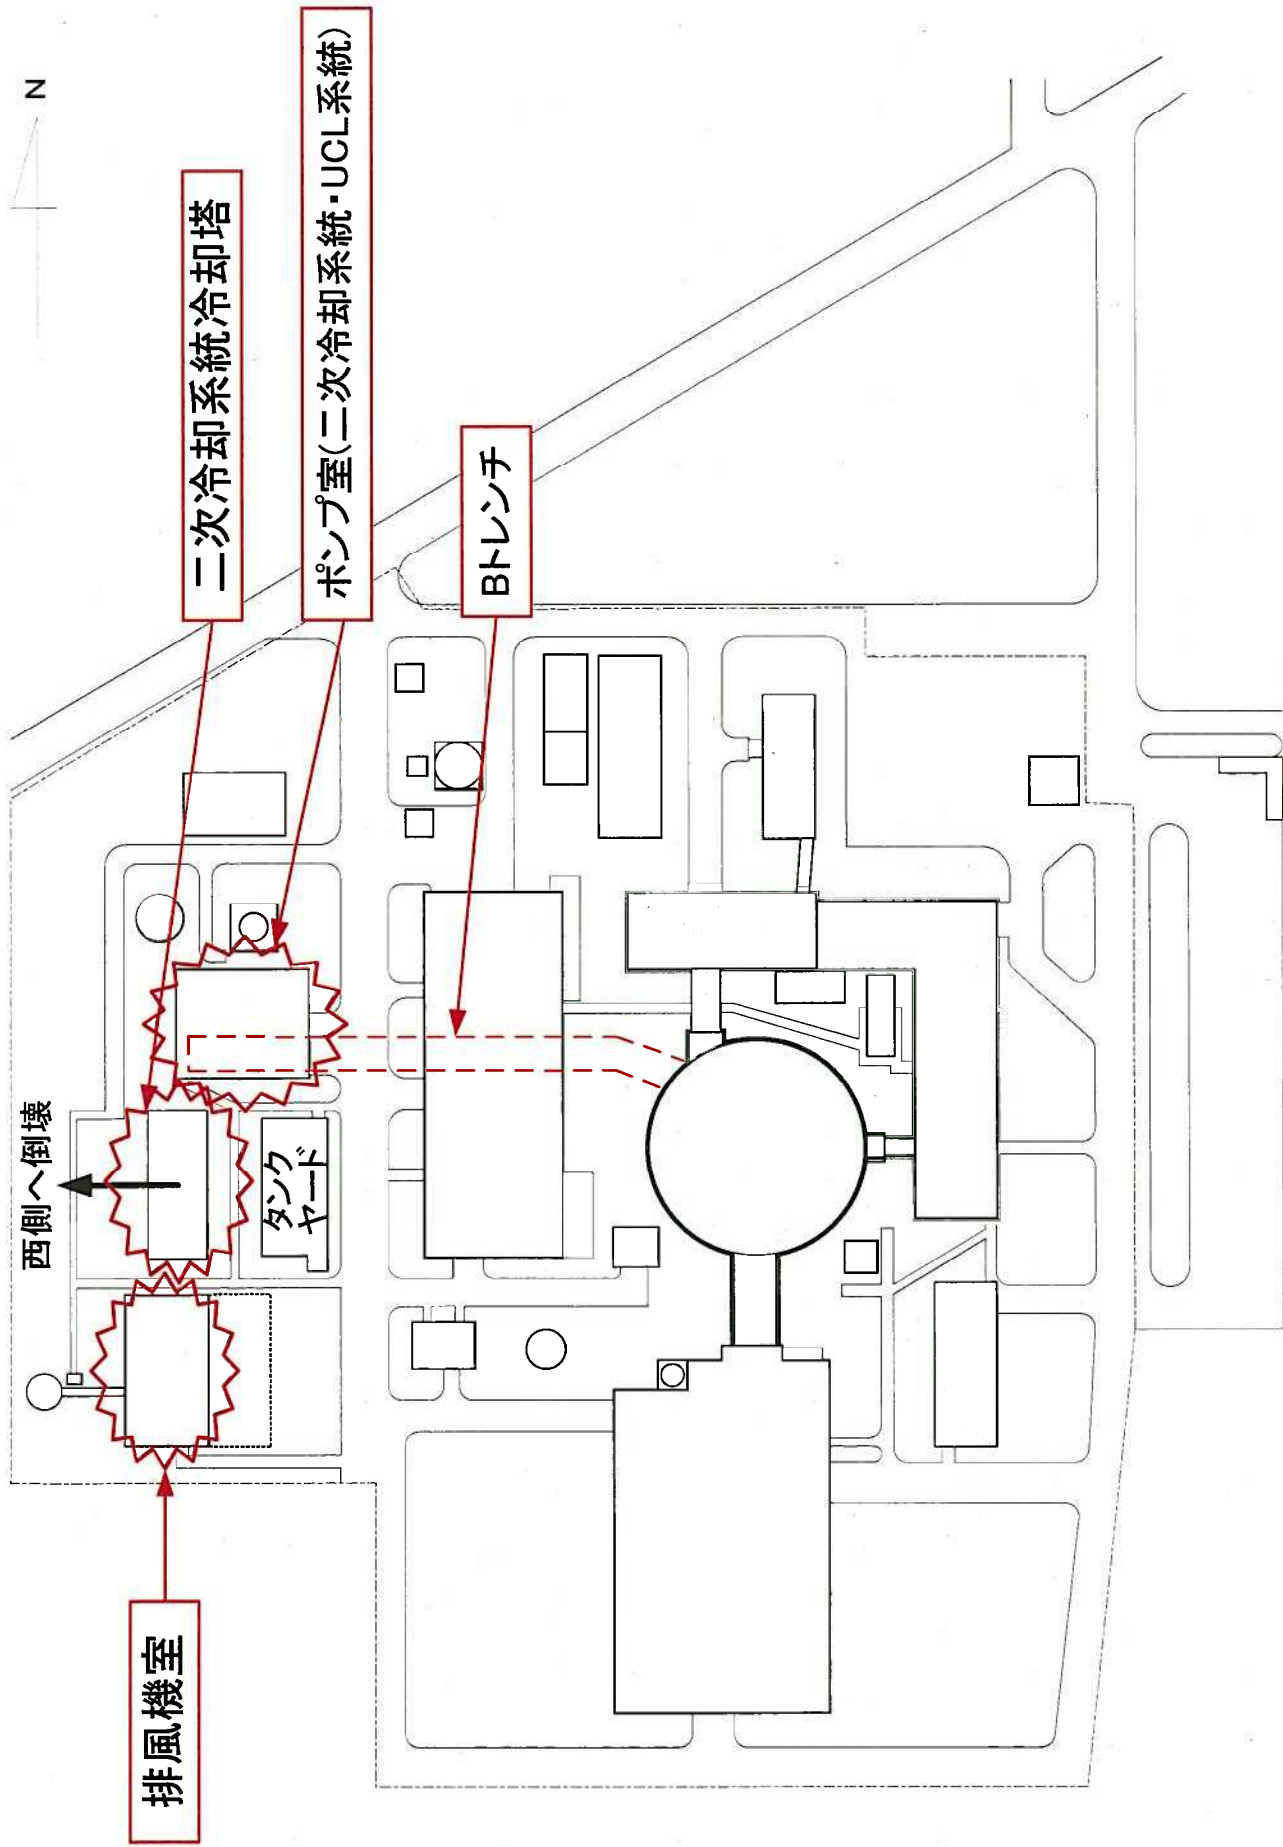 N
二次冷却系統冷却塔
ポンプ室(二次冷却系統・UCL系統)
Bトレンチ
西側へ倒壊
タンク
ヤード
排風機室